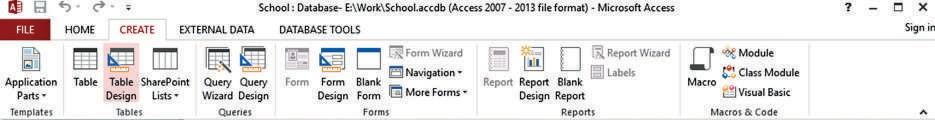 School : Database- E:\Work\School.accdb (Access 2007 - 2013 file format) - Microsoft Access
FILE HOME CREATE EXTERNAL DATA DATABASE TOOLS Sign in
Application Parts
Table
Table Design
SharePoint Lists
Query Wizard
Query Design
Form
Form Design
Blank Form
Form Wizard
Navigation
More Forms
Report
Report Design
Blank Report
Report Wizard
Labels
Macro
Module
Class Module
Visual Basic
Templates Tables Queries Forms Reports Macros & Code